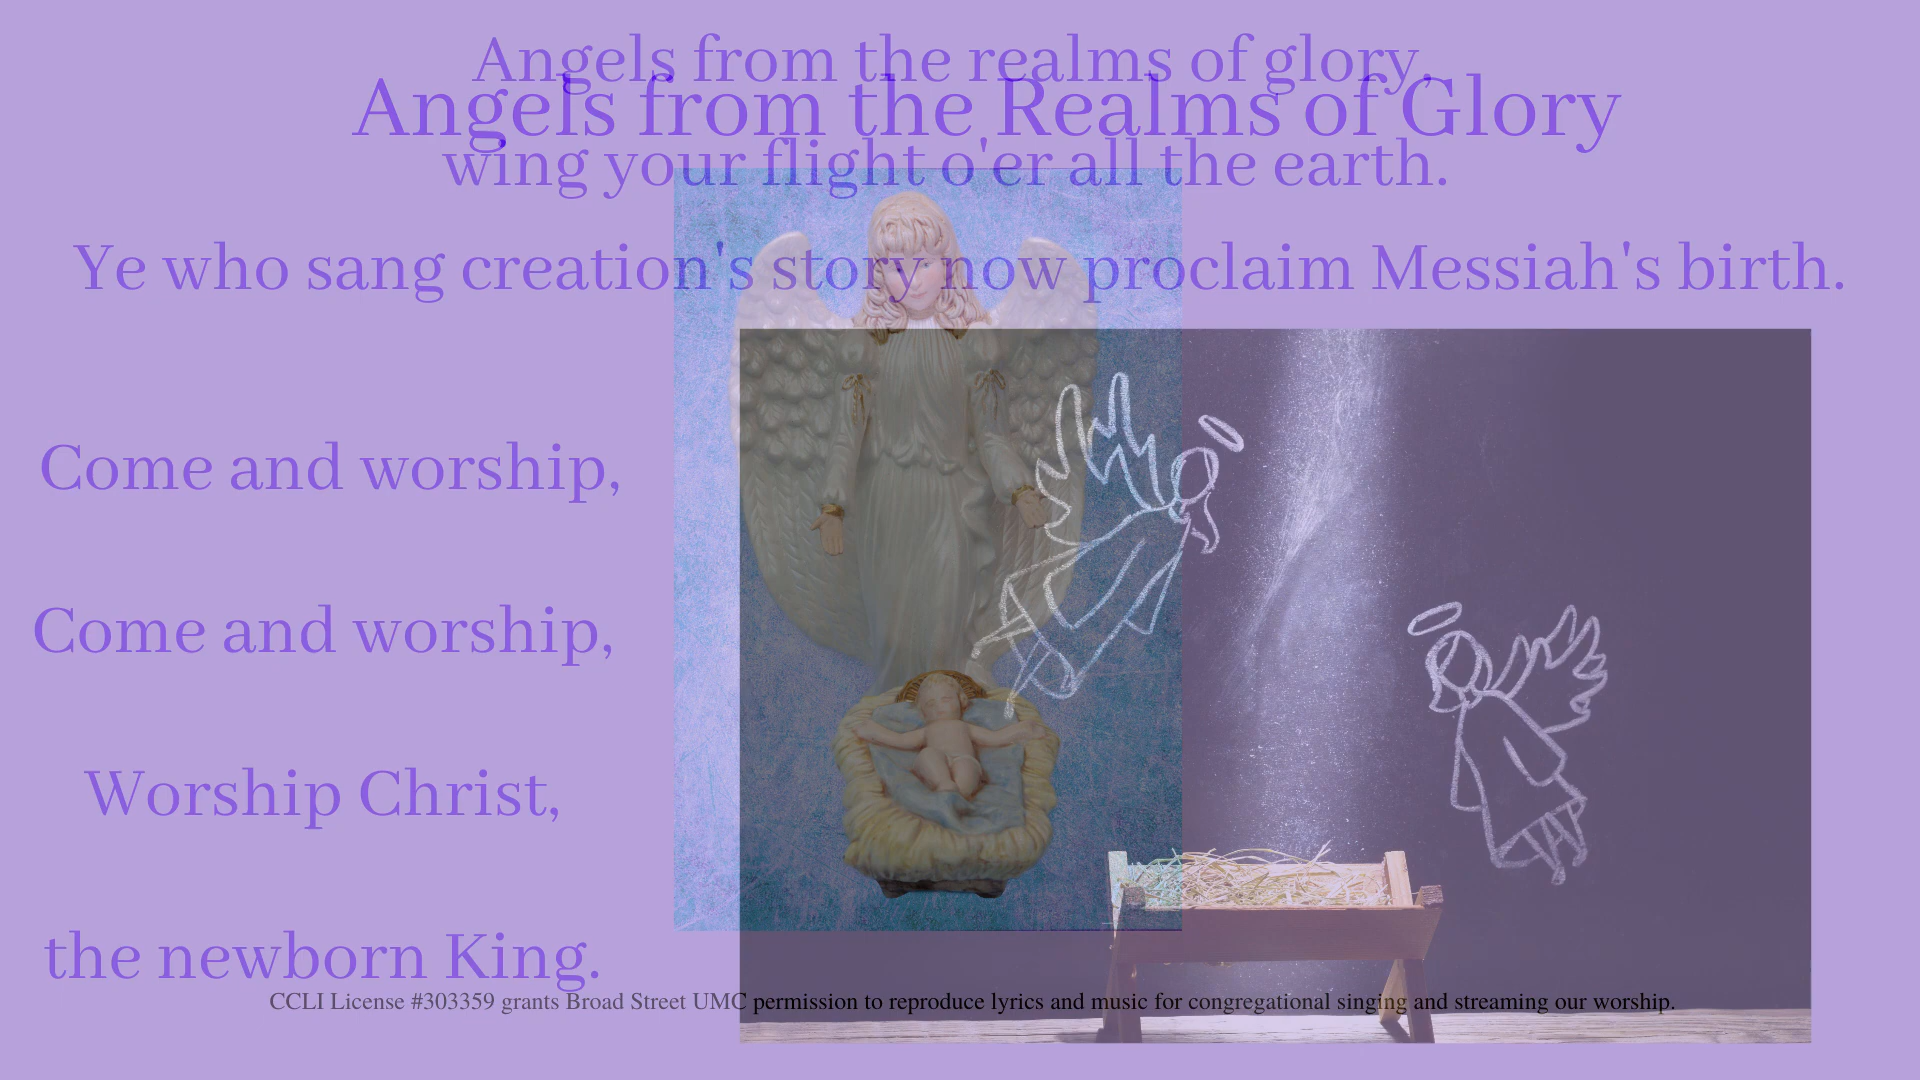 Angels from the realms of glory,
Angels from the Realms of Glory
wing your flight o'er all the earth.
Ye who sang creation's story now proclaim Messiah's birth.
Come and worship,
Come and worship,
Worship Christ,
the newborn King.
CCLI License #303359 grants Broad Street UMC permission to reproduce lyrics and music for congregational singing and streaming our worship.